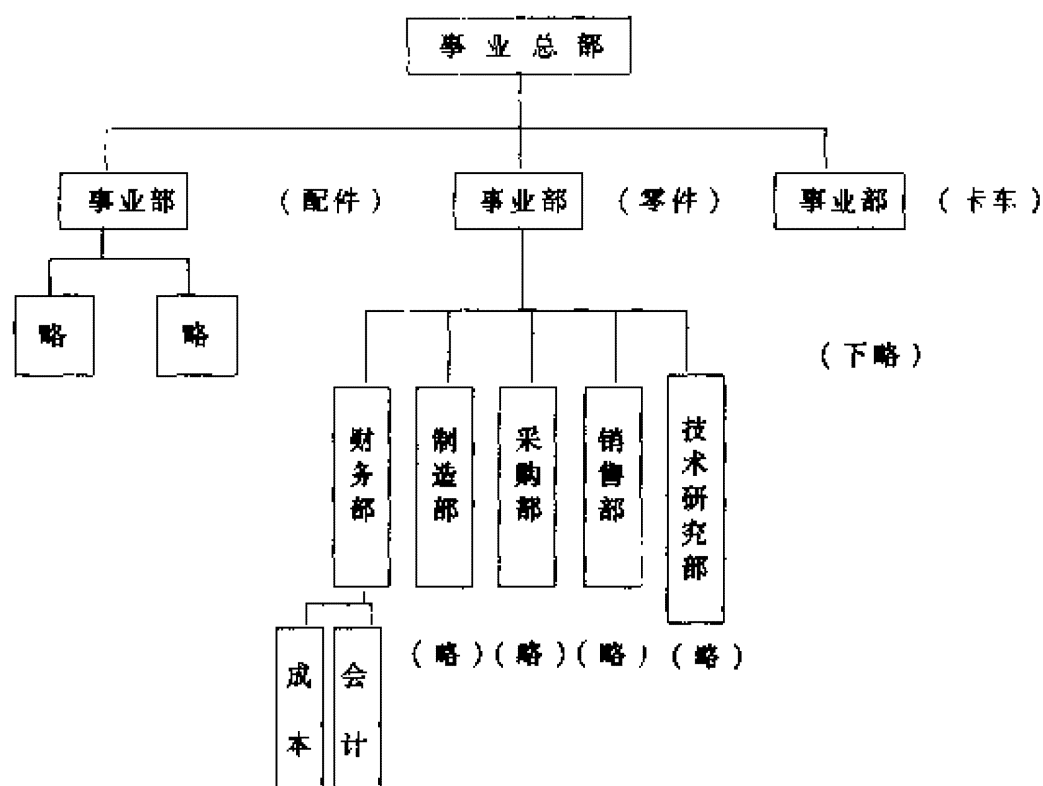 事业总部
事业部 (配件) 事业部 (零件) 事业部 (卡车)
略 略
(下略)
财务部 制造部 采购部 销售部 技术研究部
(略) (略) (略) (略)
成本 会计